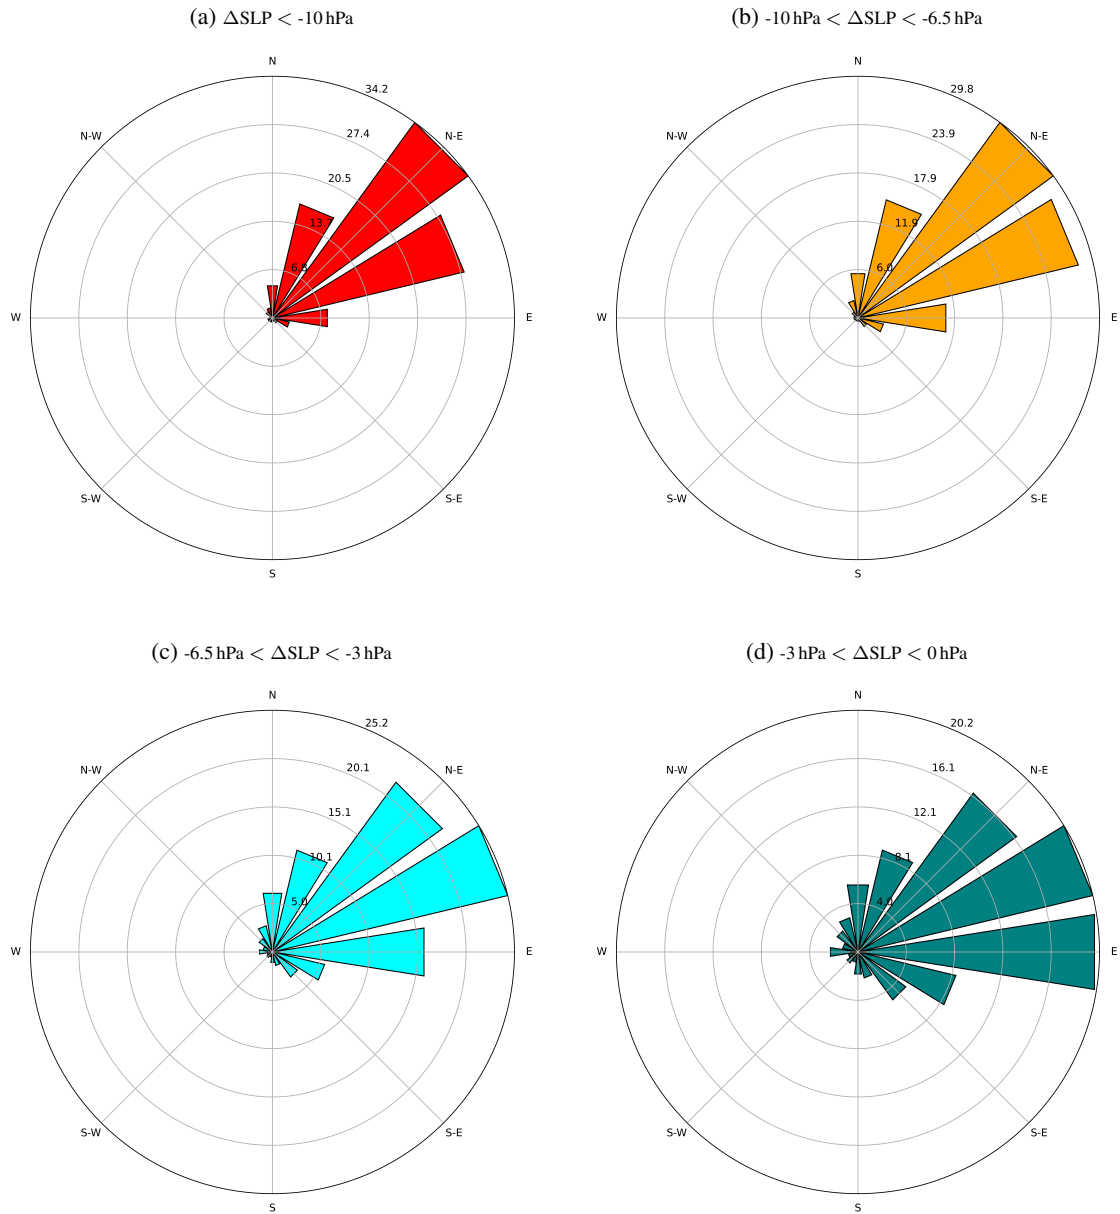 (a) ΔSLP < -10 hPa
N
34.2
N-W
27.4
N-E
20.5
13.7
6.8
W
E
S-W
S-E
S
(b) -10 hPa < ΔSLP < -6.5 hPa
N
29.8
N-W
23.9
N-E
17.9
11.9
6.0
W
E
S-W
S-E
S
(c) -6.5 hPa < ΔSLP < -3 hPa
N
25.2
N-W
20.1
N-E
15.1
10.1
5.0
W
E
S-W
S-E
S
(d) -3 hPa < ΔSLP < 0 hPa
N
20.2
N-W
16.1
N-E
12.1
8.1
4.0
W
E
S-W
S-E
S